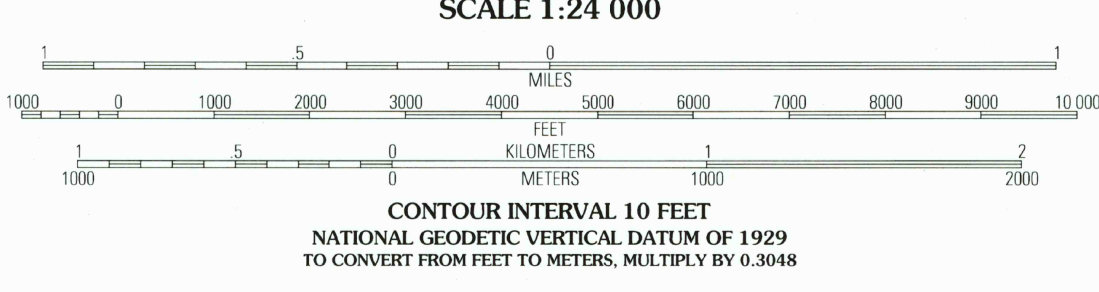 SCALE 1:24 000
1 .5 0 1
MILES
1000 0 1000 2000 3000 4000 5000 6000 7000 8000 9000 10 000
FEET
1 .5 0 KILOMETERS 1 2
1000 0 METERS 1000 2000
CONTOUR INTERVAL 10 FEET
NATIONAL GEODETIC VERTICAL DATUM OF 1929
TO CONVERT FROM FEET TO METERS, MULTIPLY BY 0.3048